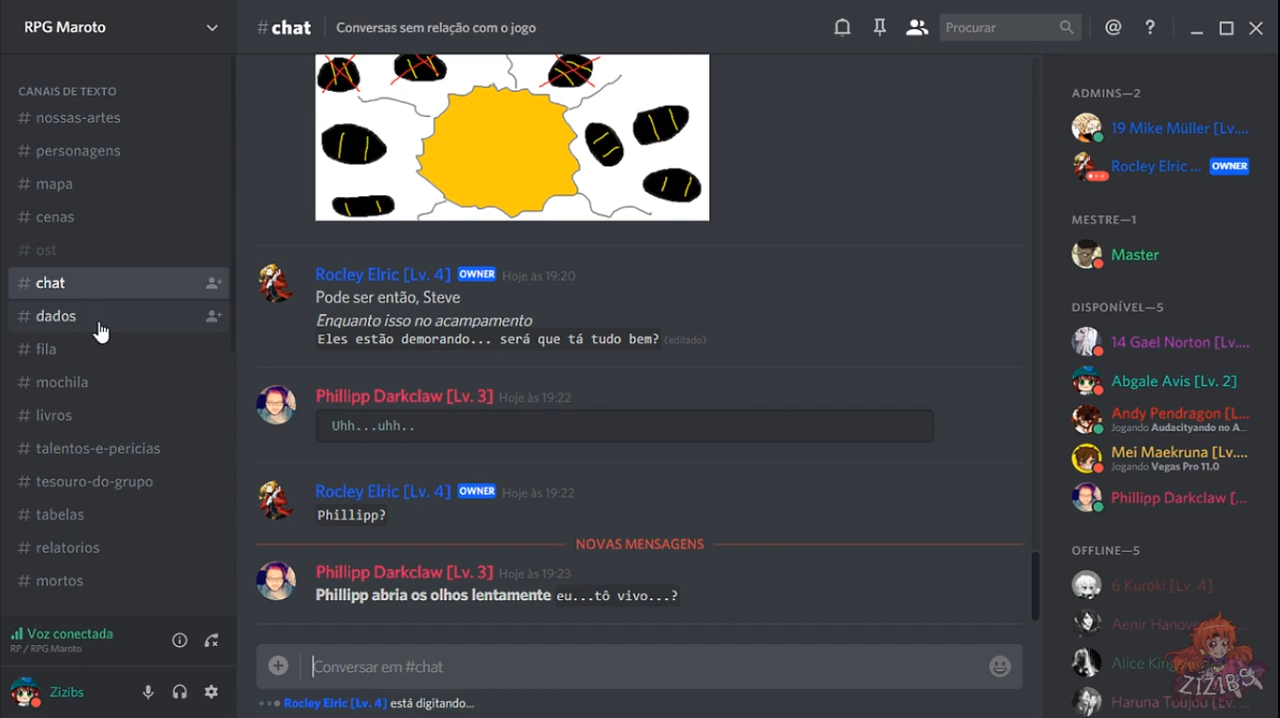 RPG Maroto
#chat
Conversas sem relação com o jogo
Procurar
CANAIS DE TEXTO
# nossas-artes
# personagens
# mapa
# cenas
# ost
# chat
# dados
# fila
# mochila
# livros
# talentos-e-pericias
# tesouro-do-grupo
# tabelas
# relatorios
# mortos
Voz conectada
RP / RPG Maroto
Zizibs
Rocley Elric [Lv. 4] OWNER Hoje às 19:20
Pode ser então, Steve
Enquanto isso no acampamento
Eles estão demorando... será que tá tudo bem? (editado)
Phillipp Darkclaw [Lv. 3] Hoje às 19:22
Uhh...uhh..
Rocley Elric [Lv. 4] OWNER Hoje às 19:22
Phillipp?
NOVAS MENSAGENS
Phillipp Darkclaw [Lv. 3] Hoje às 19:23
Phillipp abria os olhos lentamente eu...tô vivo...?
Conversar em #chat
Rocley Elric [Lv. 4] está digitando...
ADMINS—2
19 Mike Müller [Lv....
Rocley Elric ... OWNER
MESTRE—1
Master
DISPONÍVEL—5
14 Gael Norton [Lv....
Abgale Avis [Lv. 2]
Andy Pendragon [L...
Jogando Audacityando no A...
Mei Maekruna [Lv....
Jogando Vegas Pro 11.0
Phillipp Darkclaw [...
OFFLINE—5
6 Kuroki [Lv. 4]
Aenir Hanove
Alice King
Haruna Toujou [Lv. ...
ZIZIBS